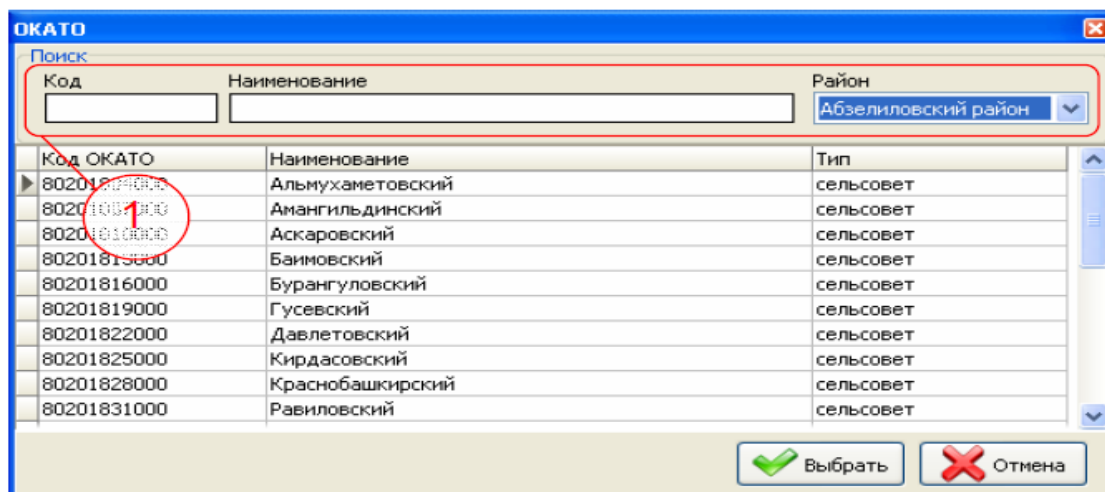 ОКАТО
Поиск
Код Наименование Район
Абзелиловский район
Код ОКАТО Наименование Тип
Альмухаметовский сельсовет
Амангильдинский сельсовет
1
Аскаровский сельсовет
Баимовский сельсовет
80201816000 Бурангуловский сельсовет
80201819000 Гусевский сельсовет
80201822000 Давлетовский сельсовет
80201825000 Кирдасовский сельсовет
80201828000 Краснобашкирский сельсовет
80201831000 Равиловский сельсовет
Выбрать Отмена